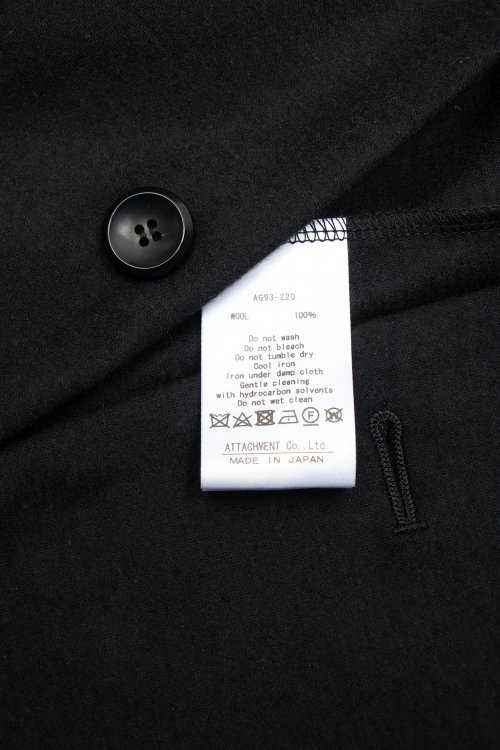 AG93-220
WOOL 100%
Do not wash
Do not bleach
Do not tumble dry
Cool iron
Iron under damp cloth
Gentle cleaning
with hydrocarbon solvents
Do not wet clean
ATTACHMENT Co.,Ltd.
MADE IN JAPAN